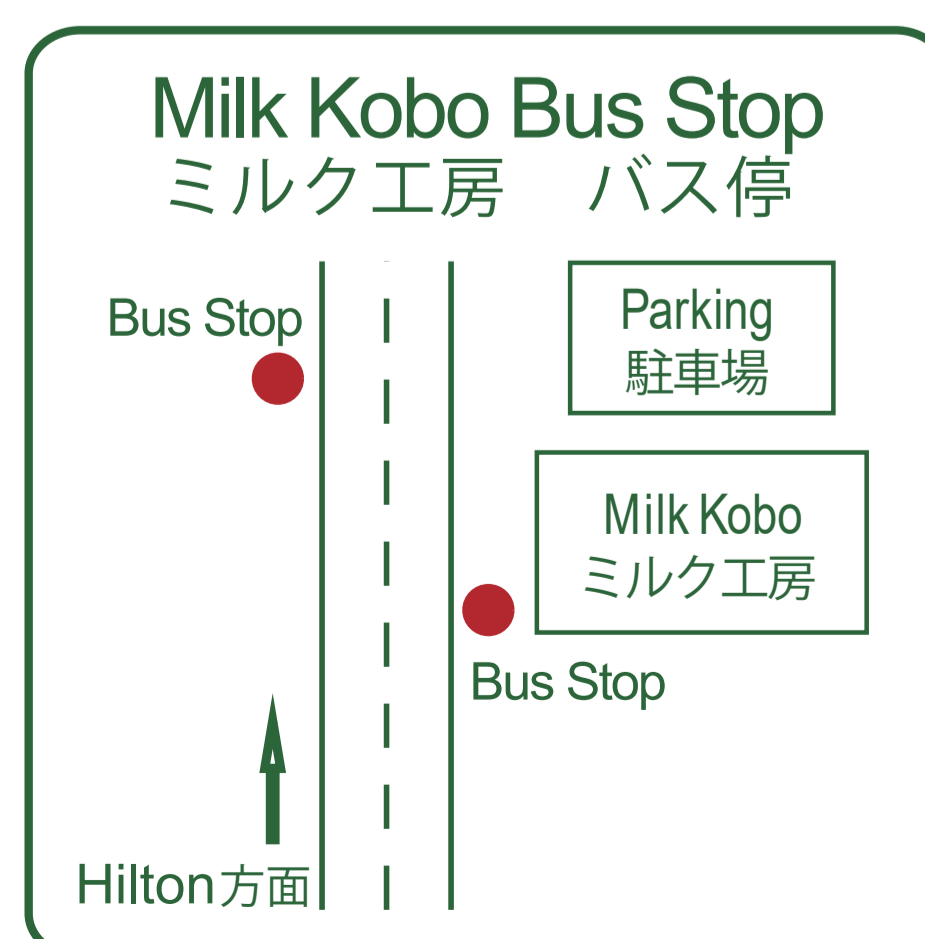 Milk Kobo Bus Stop
ミルク工房　バス停
Bus Stop
Parking
駐車場
Milk Kobo
ミルク工房
Bus Stop
Hilton方面